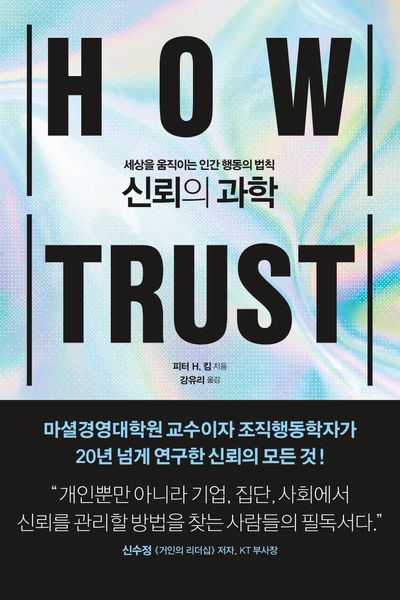 HOW
세상을 움직이는 인간 행동의 법칙
신뢰의 과학
TRUST
피터 H. 킴 지음
강유리 옮김
마셜경영대학원 교수이자 조직행동학자가
20년 넘게 연구한 신뢰의 모든 것!
“개인뿐만 아니라 기업, 집단, 사회에서
신뢰를 관리할 방법을 찾는 사람들의 필독서다.”
신수정 《거인의 리더십》 저자, KT 부사장